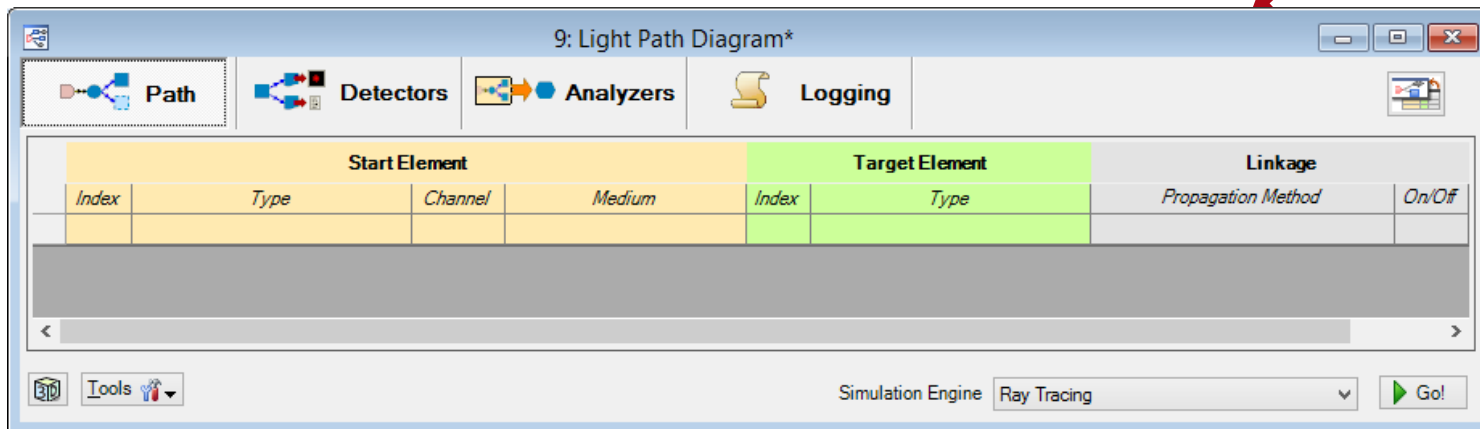 9: Light Path Diagram*
Path Detectors Analyzers Logging
Start Element Target Element Linkage
Index Type Channel Medium Index Type Propagation Method On/Off
3D Tools Simulation Engine Ray Tracing Go!